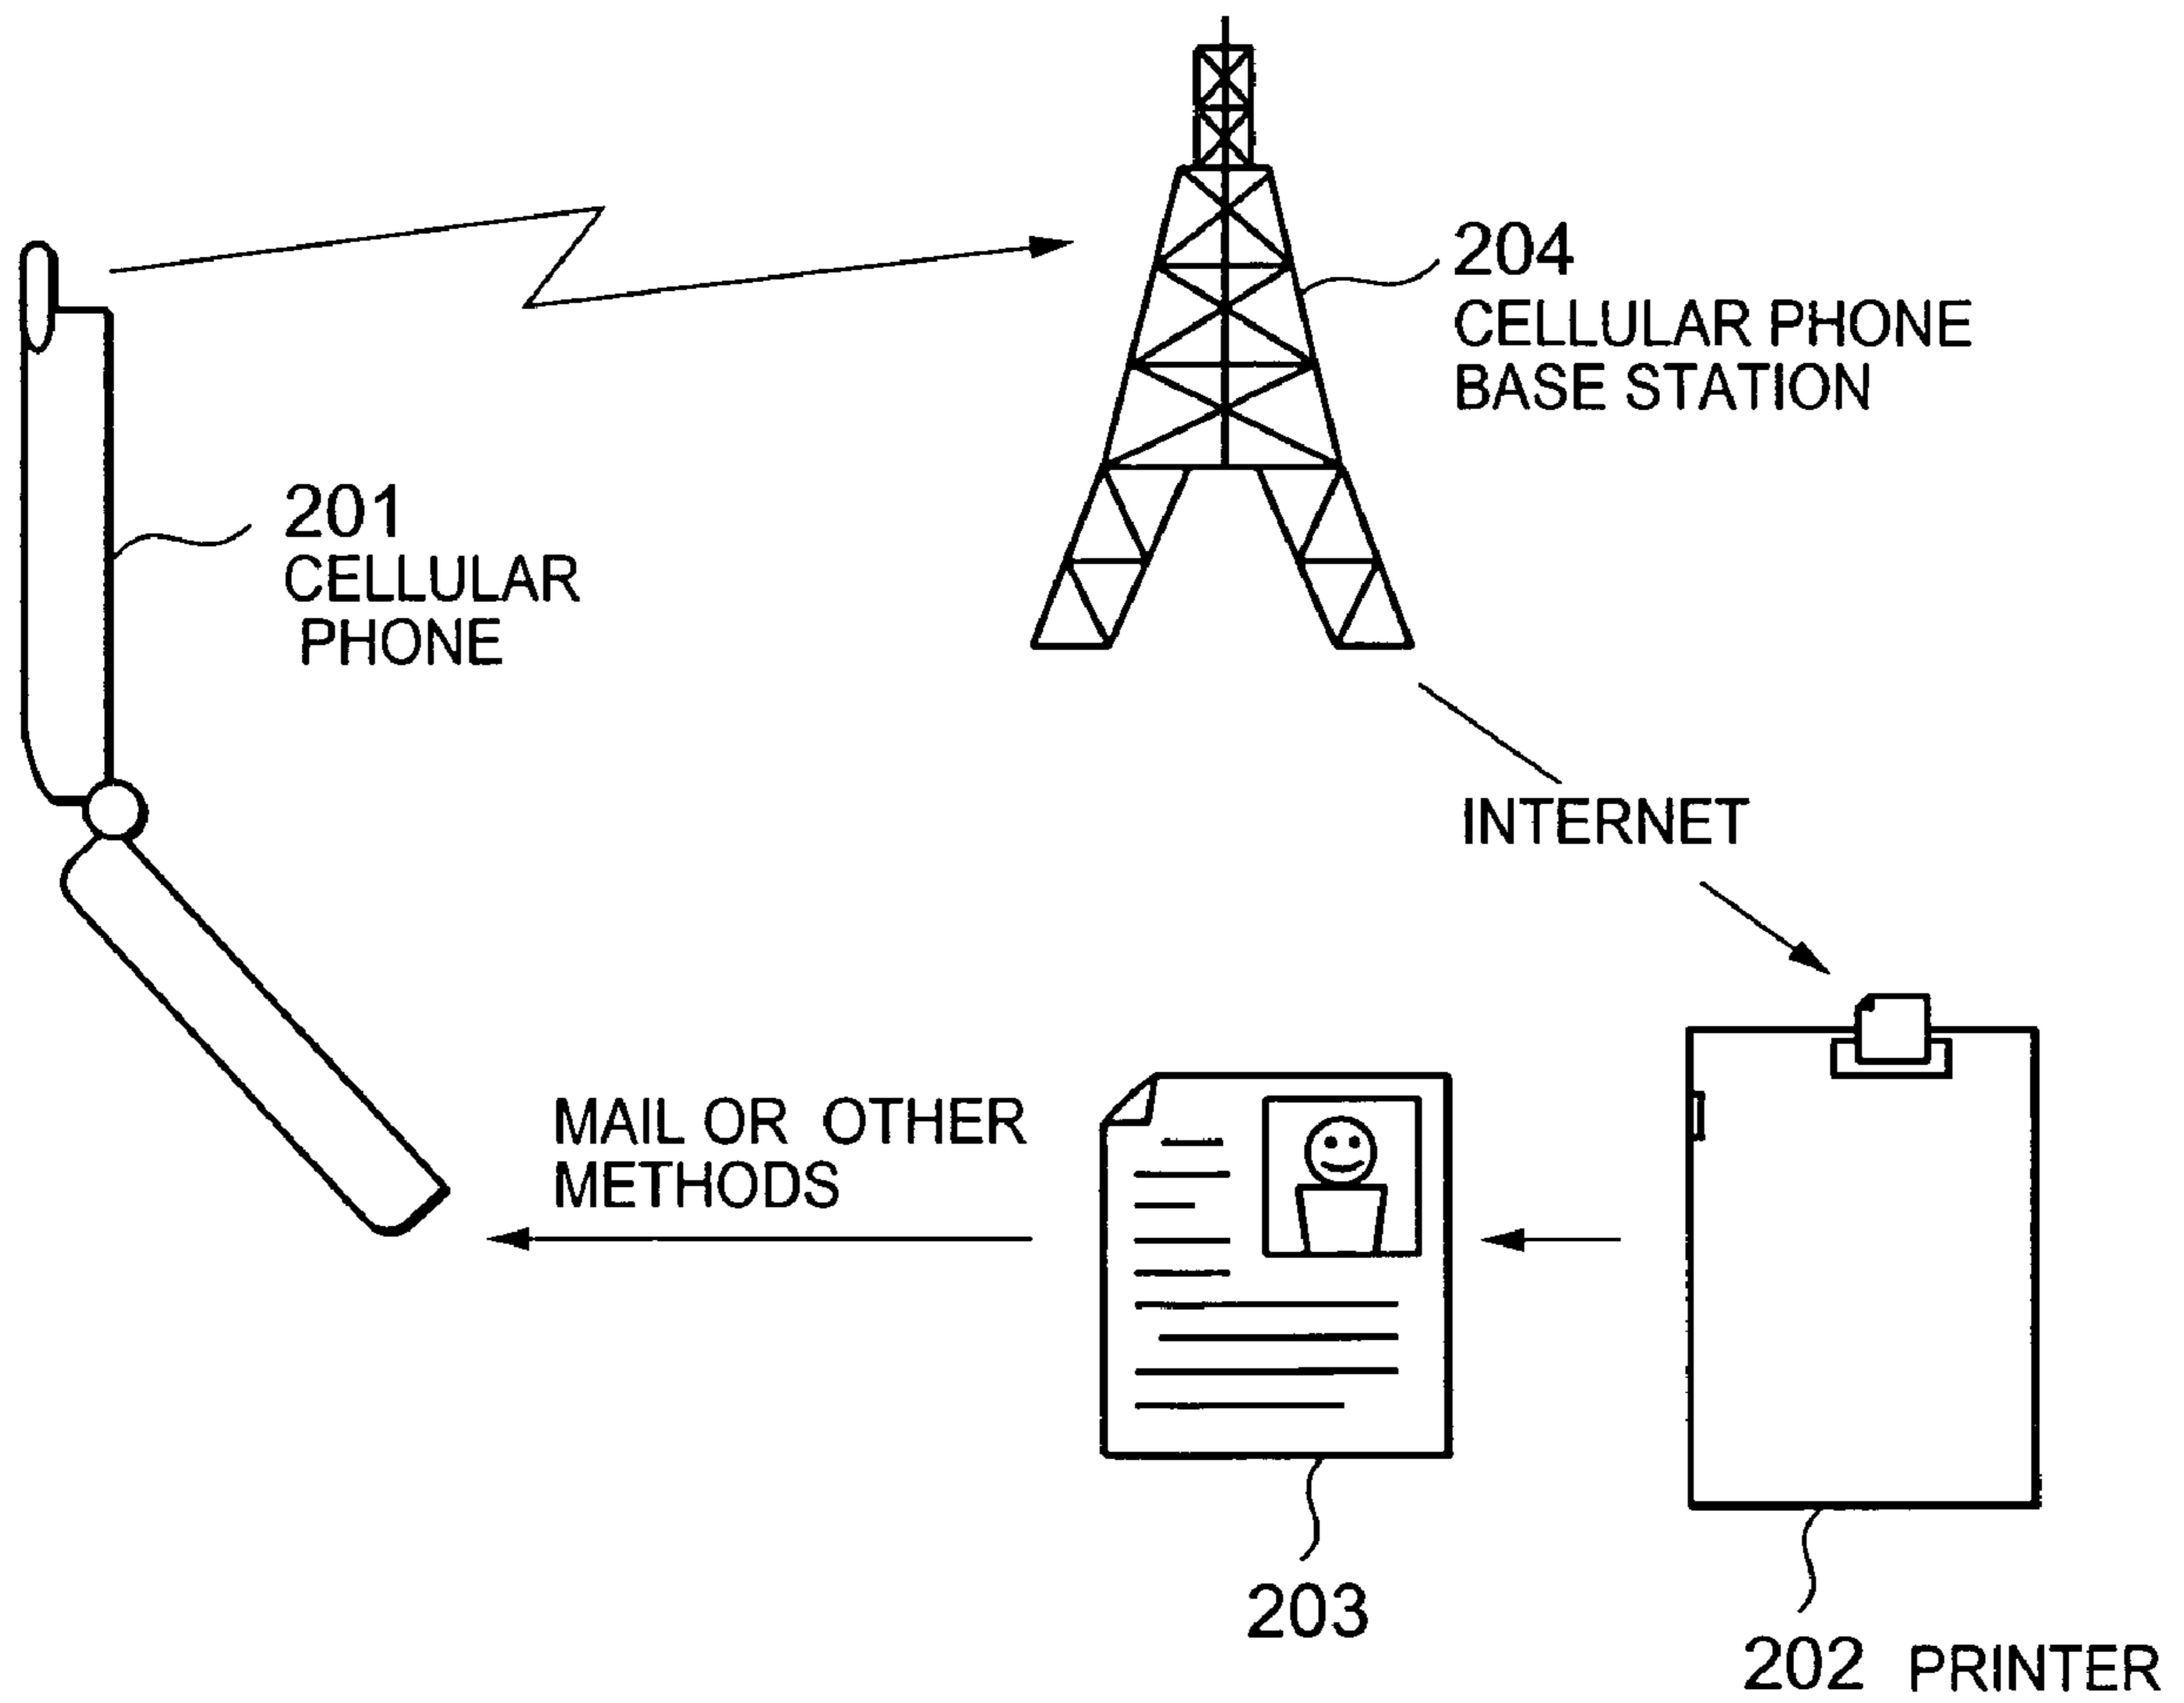 204
CELLULAR PHONE
BASE STATION
201
CELLULAR
PHONE
INTERNET
MAIL OR OTHER
METHODS
203
202 PRINTER